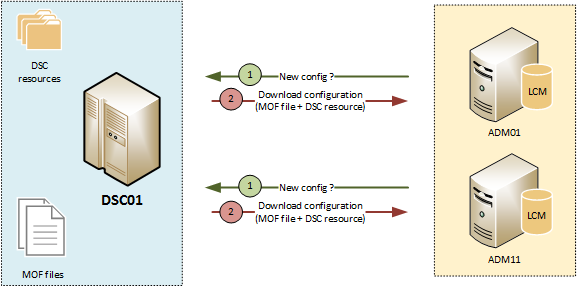 DSC
resources
DSC01
MOF files
1
New config ?
2
Download configuration
(MOF file + DSC resource)
1
New config ?
2
Download configuration
(MOF file + DSC resource)
LCM
ADM01
LCM
ADM11